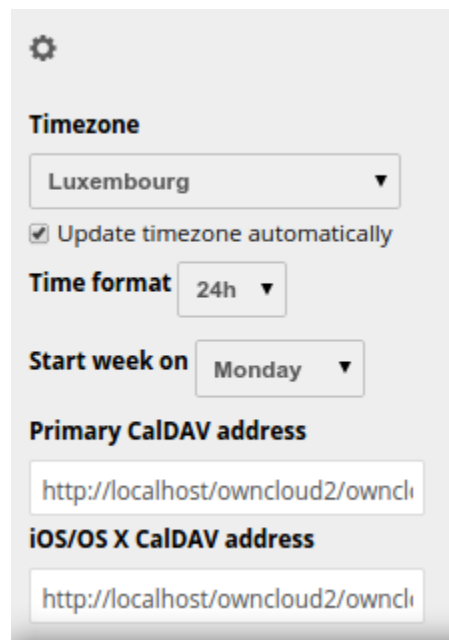 Timezone
Luxembourg
Update timezone automatically
Time format 24h
Start week on Monday
Primary CalDAV address
http://localhost/owncloud2/owncl
iOS/OS X CalDAV address
http://localhost/owncloud2/owncl